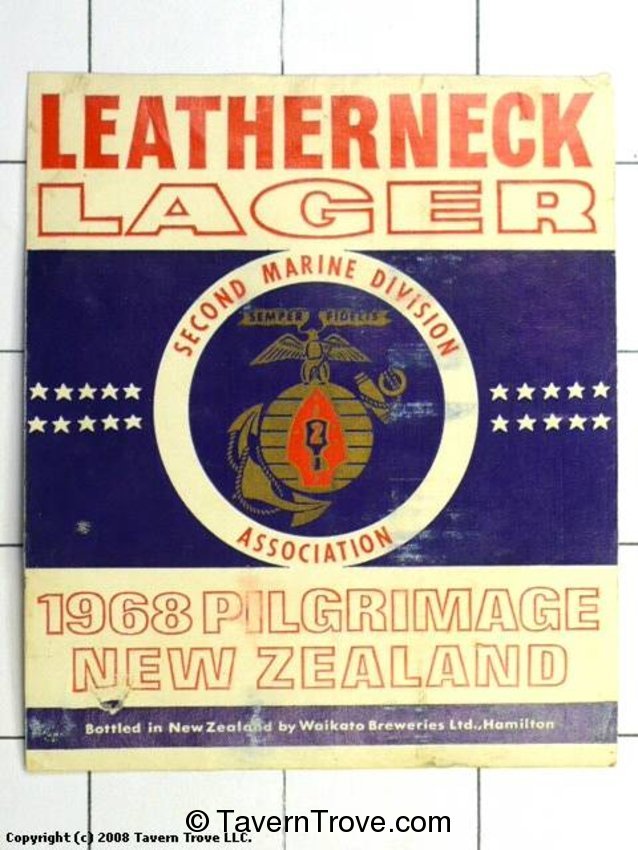 LEATHERNECK
LAGER
SECOND MARINE DIVISION
SEMPER FIDELIS
2
ASSOCIATION
1968 PILGRIMAGE
NEW ZEALAND
Bottled in New Zealand by Waikato Breweries Ltd., Hamilton
© TavernTrove.com
Copyright (c) 2008 Tavern Trove LLC.